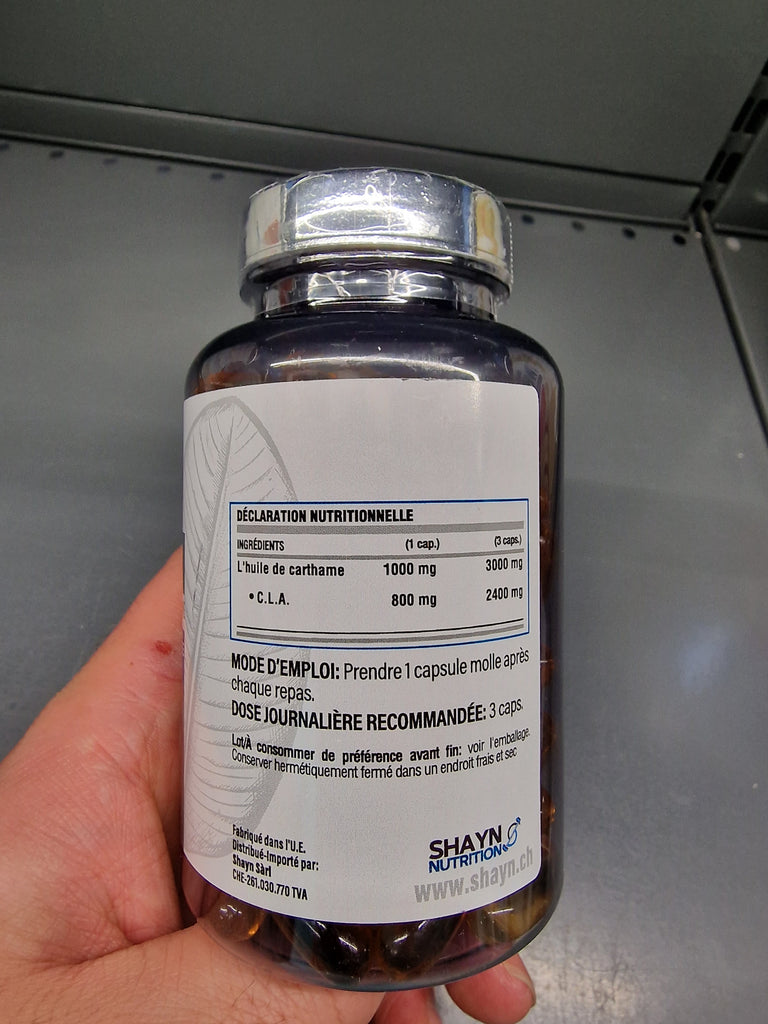 DÉCLARATION NUTRITIONNELLE
INGRÉDIENTS (1 cap.) (3 caps.)
L'huile de carthame 1000 mg 3000 mg
• C.L.A. 800 mg 2400 mg
MODE D'EMPLOI: Prendre 1 capsule molle après
chaque repas.
DOSE JOURNALIÈRE RECOMMANDÉE: 3 caps.
Lot/À consommer de préférence avant fin: voir l'emballage.
Conserver hermétiquement fermé dans un endroit frais et sec
Fabriqué dans l'U.E.
Distribué-Importé par:
Shayn Sàrl
CHE-261.030.770 TVA
SHAYN
NUTRITION
www.shayn.ch